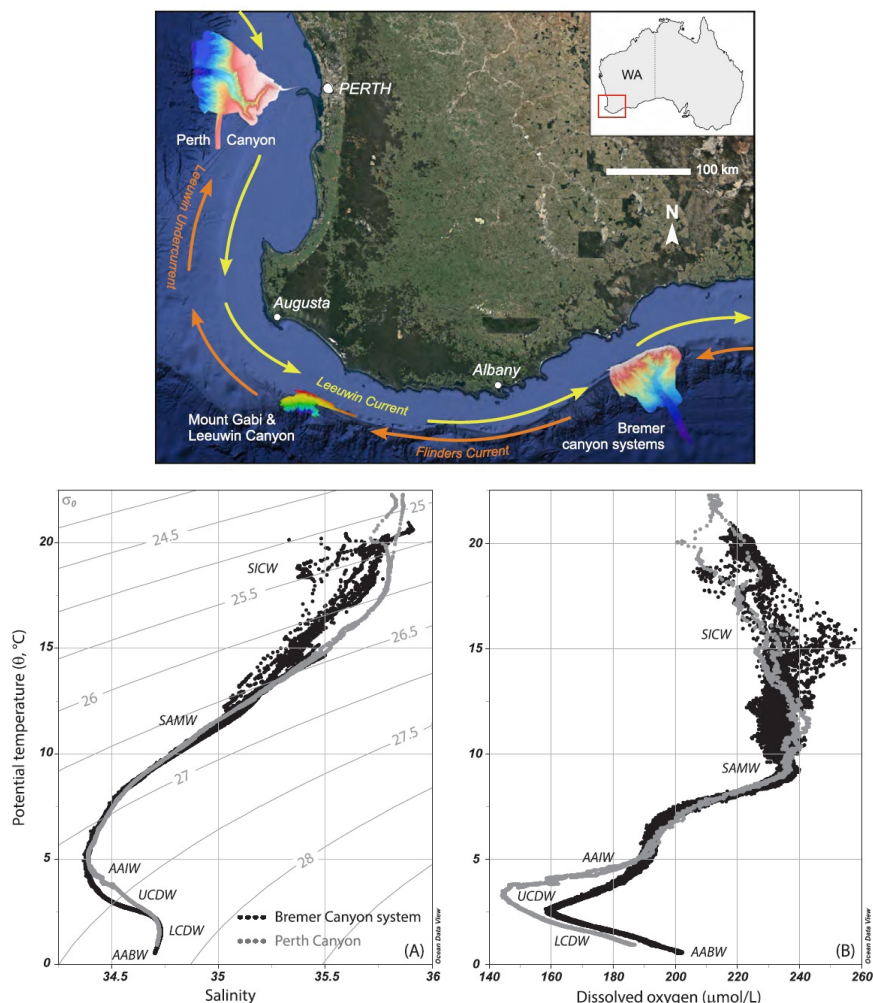 WA
PERTH
Perth Canyon
100 km
N
Leeuwin Undercurrent
Augusta
Albany
Leeuwin Current
Mount Gabi &
Leeuwin Canyon
Bremer
canyon systems
Flinders Current
σ₀
25
24.5
20
20
SICW
25.5
26.5
15
15
SICW
26
SAMW
27.5
10
10
SAMW
27
Potential temperature (θ, °C)
5
5
AAIW
AAIW
28
UCDW
UCDW
Bremer Canyon system
LCDW
LCDW
Perth Canyon
AABW
AABW
(A)
(B)
Ocean Data View
Ocean Data View
0
0
34.5
35
35.5
36
140
160
180
200
220
240
260
Salinity
Dissolved oxygen (µmol/L)